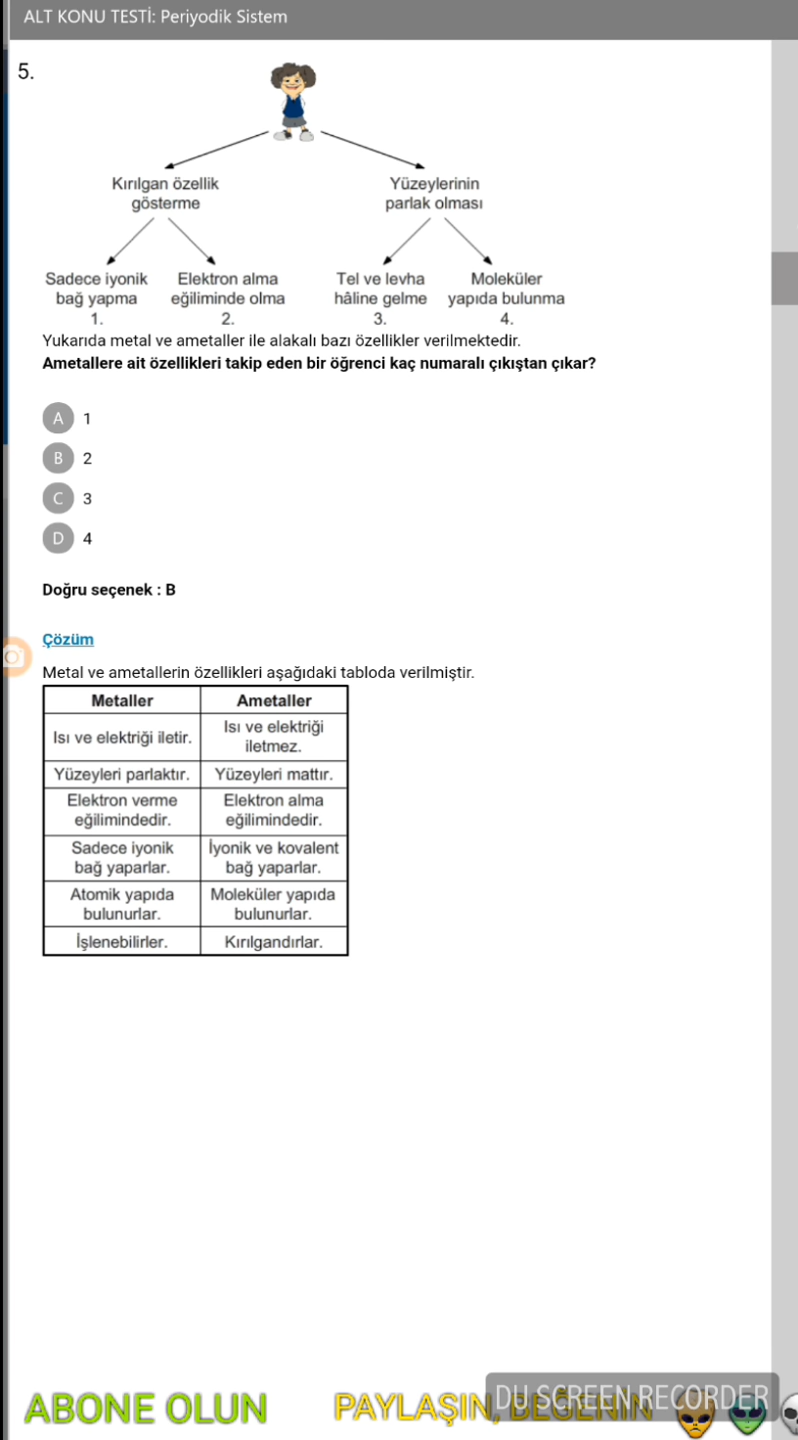 ALT KONU TESTİ: Periyodik Sistem
5.
Kırılgan özellik
gösterme
Yüzeylerinin
parlak olması
Sadece iyonik
bağ yapma
1.
Elektron alma
eğiliminde olma
2.
Tel ve levha
hâline gelme
3.
Moleküler
yapıda bulunma
4.
Yukarıda metal ve ametaller ile alakalı bazı özellikler verilmektedir.
Ametallere ait özellikleri takip eden bir öğrenci kaç numaralı çıkıştan çıkar?
A 1
B 2
C 3
D 4
Doğru seçenek : B
Çözüm
Metal ve ametallerin özellikleri aşağıdaki tabloda verilmiştir.
Metaller
Ametaller
Isı ve elektriği iletir.
Isı ve elektriği
iletmez.
Yüzeyleri parlaktır.
Yüzeyleri mattır.
Elektron verme
eğilimindedir.
Elektron alma
eğilimindedir.
Sadece iyonik
bağ yaparlar.
İyonik ve kovalent
bağ yaparlar.
Atomik yapıda
bulunurlar.
Moleküler yapıda
bulunurlar.
İşlenebilirler.
Kırılgandırlar.
ABONE OLUN
PAYLAŞIN, BEĞENİN
DU SCREEN RECORDER